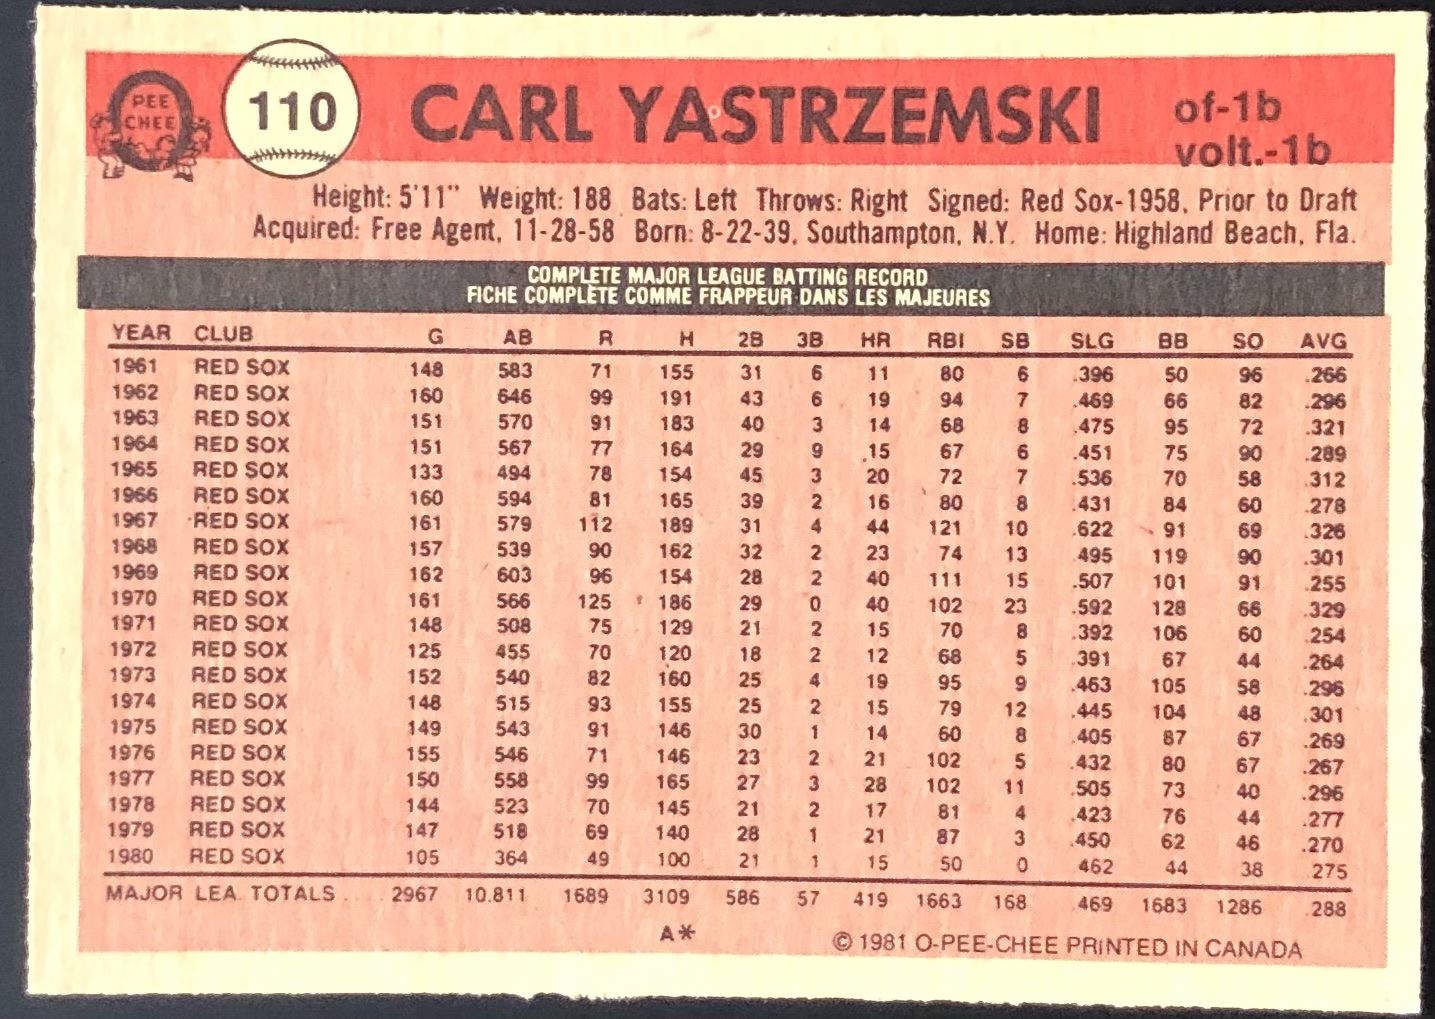 PEE
CHEE
110
CARL YASTRZEMSKI
of-1b
volt.-1b
Height: 5'11" Weight: 188 Bats: Left Throws: Right Signed: Red Sox-1958, Prior to Draft
Acquired: Free Agent, 11-28-58 Born: 8-22-39, Southampton, N.Y. Home: Highland Beach, Fla.
COMPLETE MAJOR LEAGUE BATTING RECORD
FICHE COMPLÈTE COMME FRAPPEUR DANS LES MAJEURES
YEAR CLUB G AB R H 2B 3B HR RBI SB SLG BB SO AVG
1961 RED SOX 148 583 71 155 31 6 11 80 6 .396 50 96 .266
1962 RED SOX 160 646 99 191 43 6 19 94 7 .469 66 82 .296
1963 RED SOX 151 570 91 183 40 3 14 68 8 .475 95 72 .321
1964 RED SOX 151 567 77 164 29 9 15 67 6 .451 75 90 .289
1965 RED SOX 133 494 78 154 45 3 20 72 7 .536 70 58 .312
1966 RED SOX 160 594 81 165 39 2 16 80 8 .431 84 60 .278
1967 RED SOX 161 579 112 189 31 4 44 121 10 .622 91 69 .326
1968 RED SOX 157 539 90 162 32 2 23 74 13 .495 119 90 .301
1969 RED SOX 162 603 96 154 28 2 40 111 15 .507 101 91 .255
1970 RED SOX 161 566 125 186 29 0 40 102 23 .592 128 66 .329
1971 RED SOX 148 508 75 129 21 2 15 70 8 .392 106 60 .254
1972 RED SOX 125 455 70 120 18 2 12 68 5 .391 67 44 .264
1973 RED SOX 152 540 82 160 25 4 19 95 9 .463 105 58 .296
1974 RED SOX 148 515 93 155 25 2 15 79 12 .445 104 48 .301
1975 RED SOX 149 543 91 146 30 1 14 60 8 .405 87 67 .269
1976 RED SOX 155 546 71 146 23 2 21 102 5 .432 80 67 .267
1977 RED SOX 150 558 99 165 27 3 28 102 11 .505 73 40 .296
1978 RED SOX 144 523 70 145 21 2 17 81 4 .423 76 44 .277
1979 RED SOX 147 518 69 140 28 1 21 87 3 .450 62 46 .270
1980 RED SOX 105 364 49 100 21 1 15 50 0 .462 44 38 .275
MAJOR LEA. TOTALS .... 2967 10.811 1689 3109 586 57 419 1663 168 .469 1683 1286 .288
A*
© 1981 O-PEE-CHEE PRINTED IN CANADA